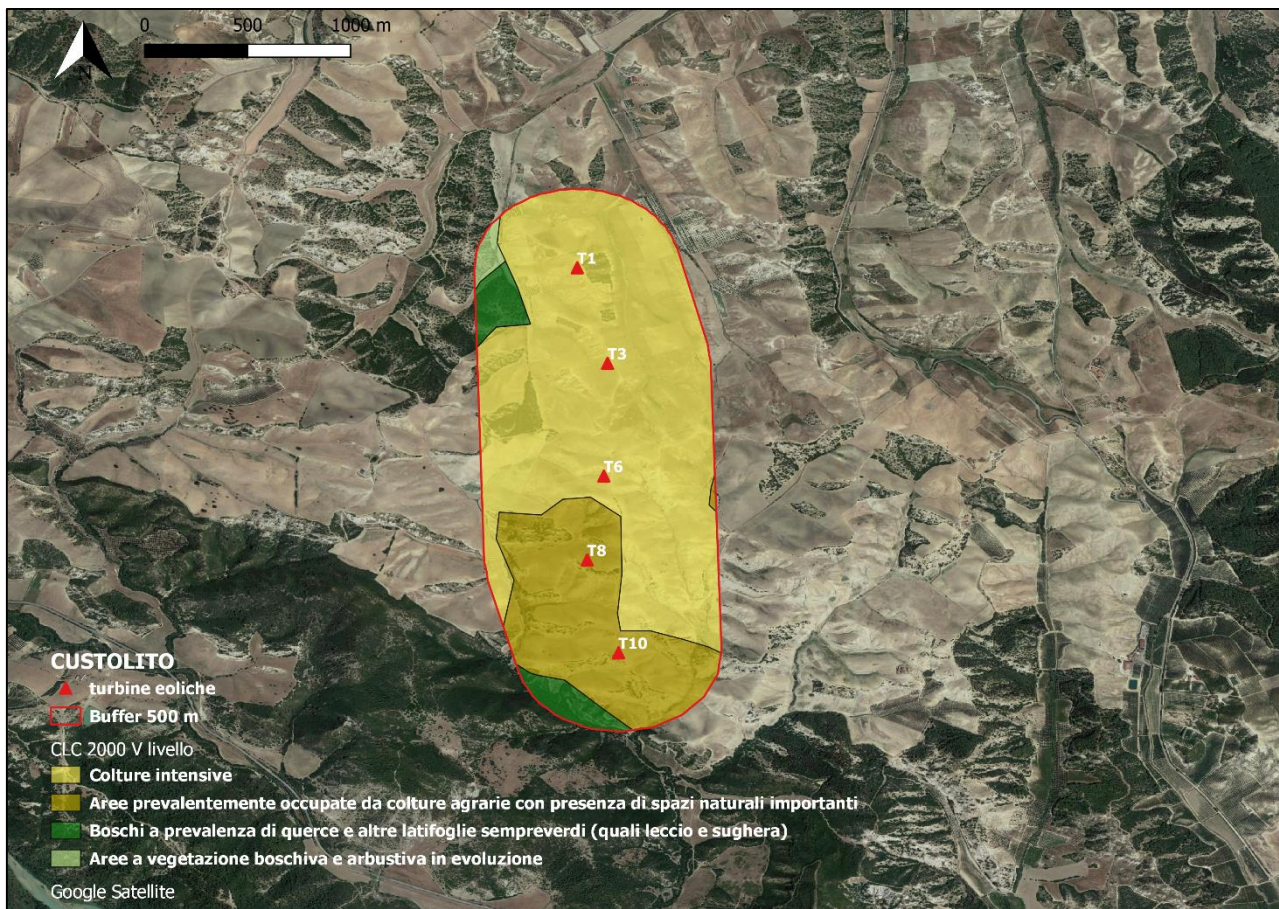 0 500 1000 m
N
T1
T3
T6
T8
T10
CUSTOLITO
turbine eoliche
Buffer 500 m
CLC 2000 V livello
Colture intensive
Aree prevalentemente occupate da colture agrarie con presenza di spazi naturali importanti
Boschi a prevalenza di querce e altre latifoglie sempreverdi (quali leccio e sughera)
Aree a vegetazione boschiva e arbustiva in evoluzione
Google Satellite